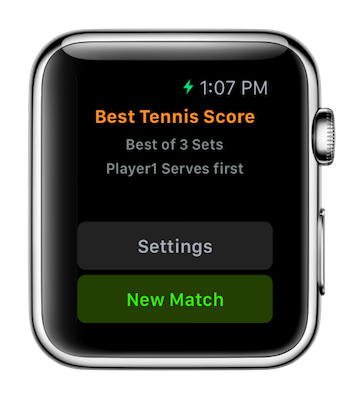 1:07 PM
Best Tennis Score
Best of 3 Sets
Player1 Serves first
Settings
New Match